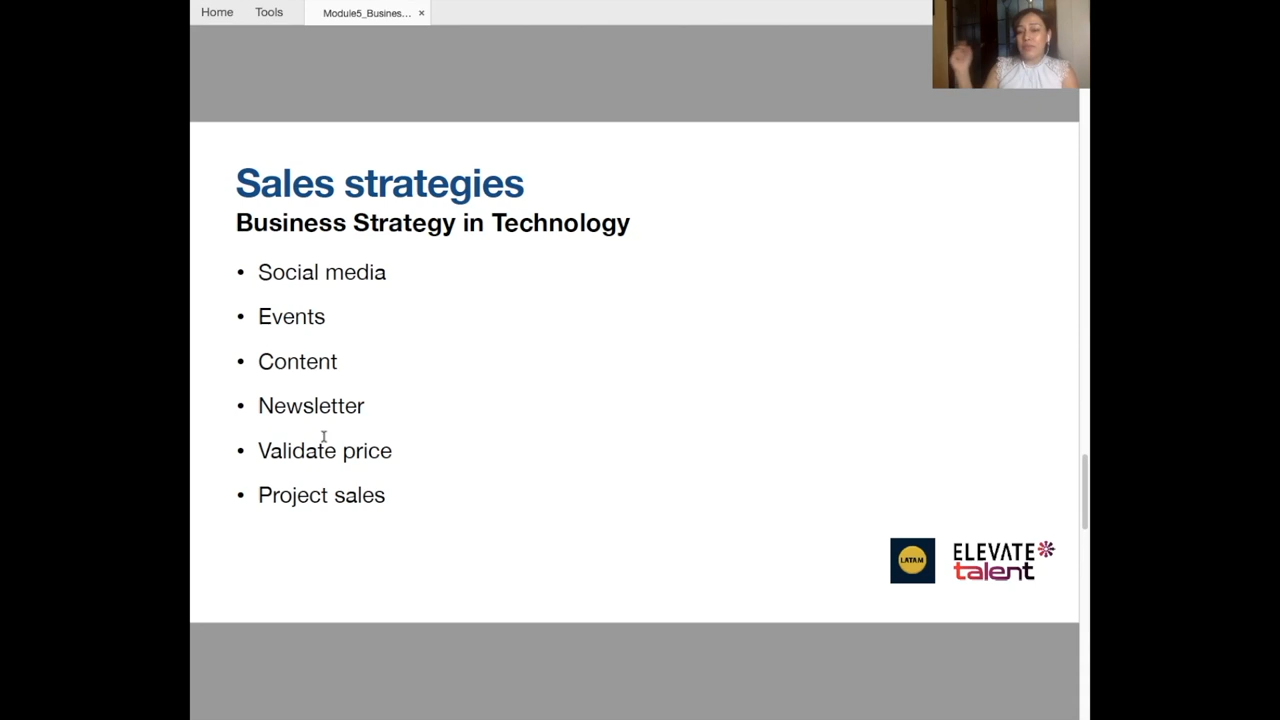 Home Tools Module5_Busines... ×
Sales strategies
Business Strategy in Technology
• Social media
• Events
• Content
• Newsletter
• Validate price
• Project sales
LATAM
ELEVATE
talent